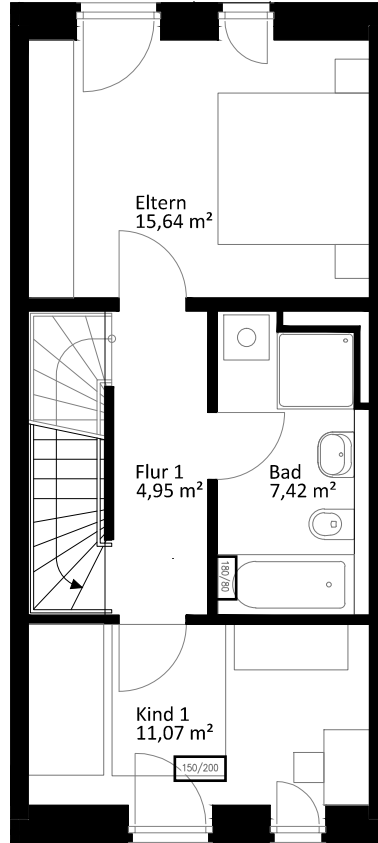 Eltern
15,64 m²
Flur 1
4,95 m²
Bad
7,42 m²
180/80
Kind 1
11,07 m²
150/200